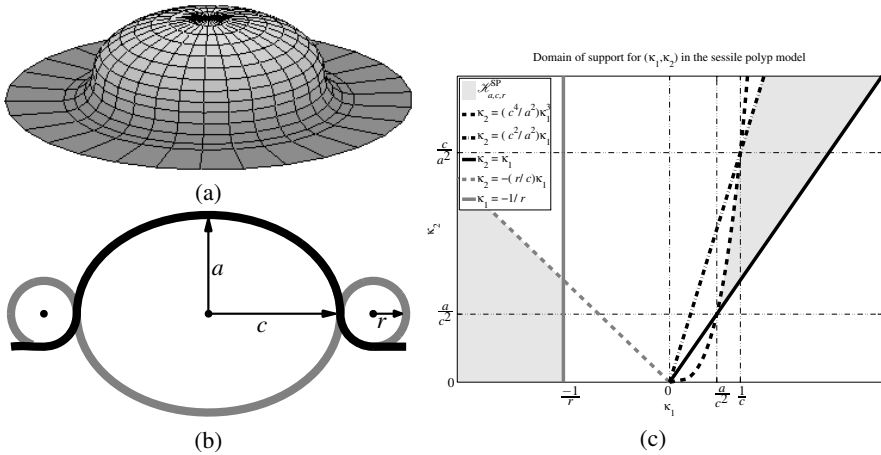 (a)
a
c
r
(b)
Domain of support for (κ₁,κ₂) in the sessile polyp model
ℋ^SP_a,c,r
κ₂ = (c⁴/a²)κ₁³
κ₂ = (c²/a²)κ₁
κ₂ = κ₁
κ₂ = −(r/c)κ₁
κ₁ = −1/r
c/a²
κ₂
a/c²
0
−1/r
0
a/c²
1/c
κ₁
(c)